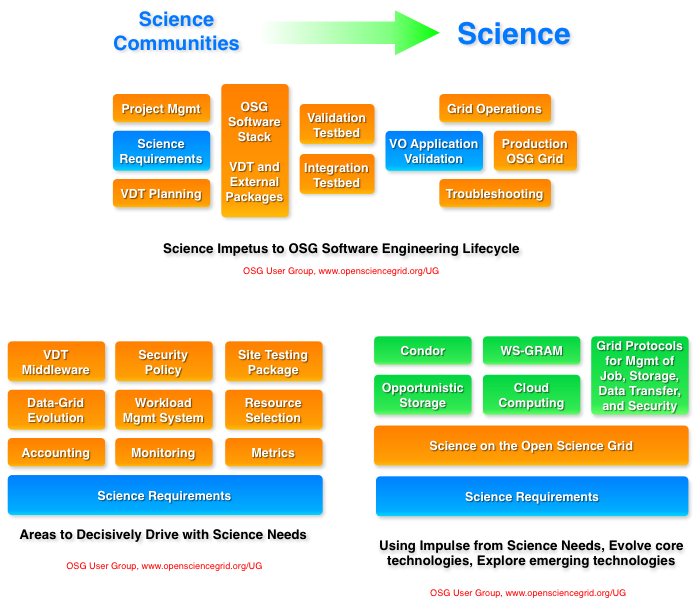 Science
Communities
Science
Project Mgmt
Science
Requirements
VDT Planning
OSG
Software
Stack
VDT and
External
Packages
Validation
Testbed
Integration
Testbed
Grid Operations
VO Application
Validation
Production
OSG Grid
Troubleshooting
Science Impetus to OSG Software Engineering Lifecycle
OSG User Group, www.opensciencegrid.org/UG
VDT
Middleware
Security
Policy
Site Testing
Package
Data-Grid
Evolution
Workload
Mgmt System
Resource
Selection
Accounting
Monitoring
Metrics
Science Requirements
Areas to Decisively Drive with Science Needs
OSG User Group, www.opensciencegrid.org/UG
Condor
WS-GRAM
Grid Protocols
for Mgmt of
Job, Storage,
Data Transfer,
and Security
Opportunistic
Storage
Cloud
Computing
Science on the Open Science Grid
Science Requirements
Using Impulse from Science Needs, Evolve core
technologies, Explore emerging technologies
OSG User Group, www.opensciencegrid.org/UG